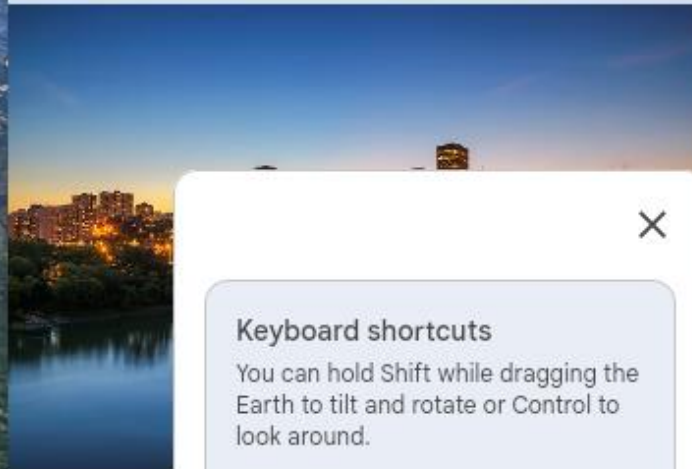 Keyboard shortcuts
You can hold Shift while dragging the
Earth to tilt and rotate or Control to
look around.